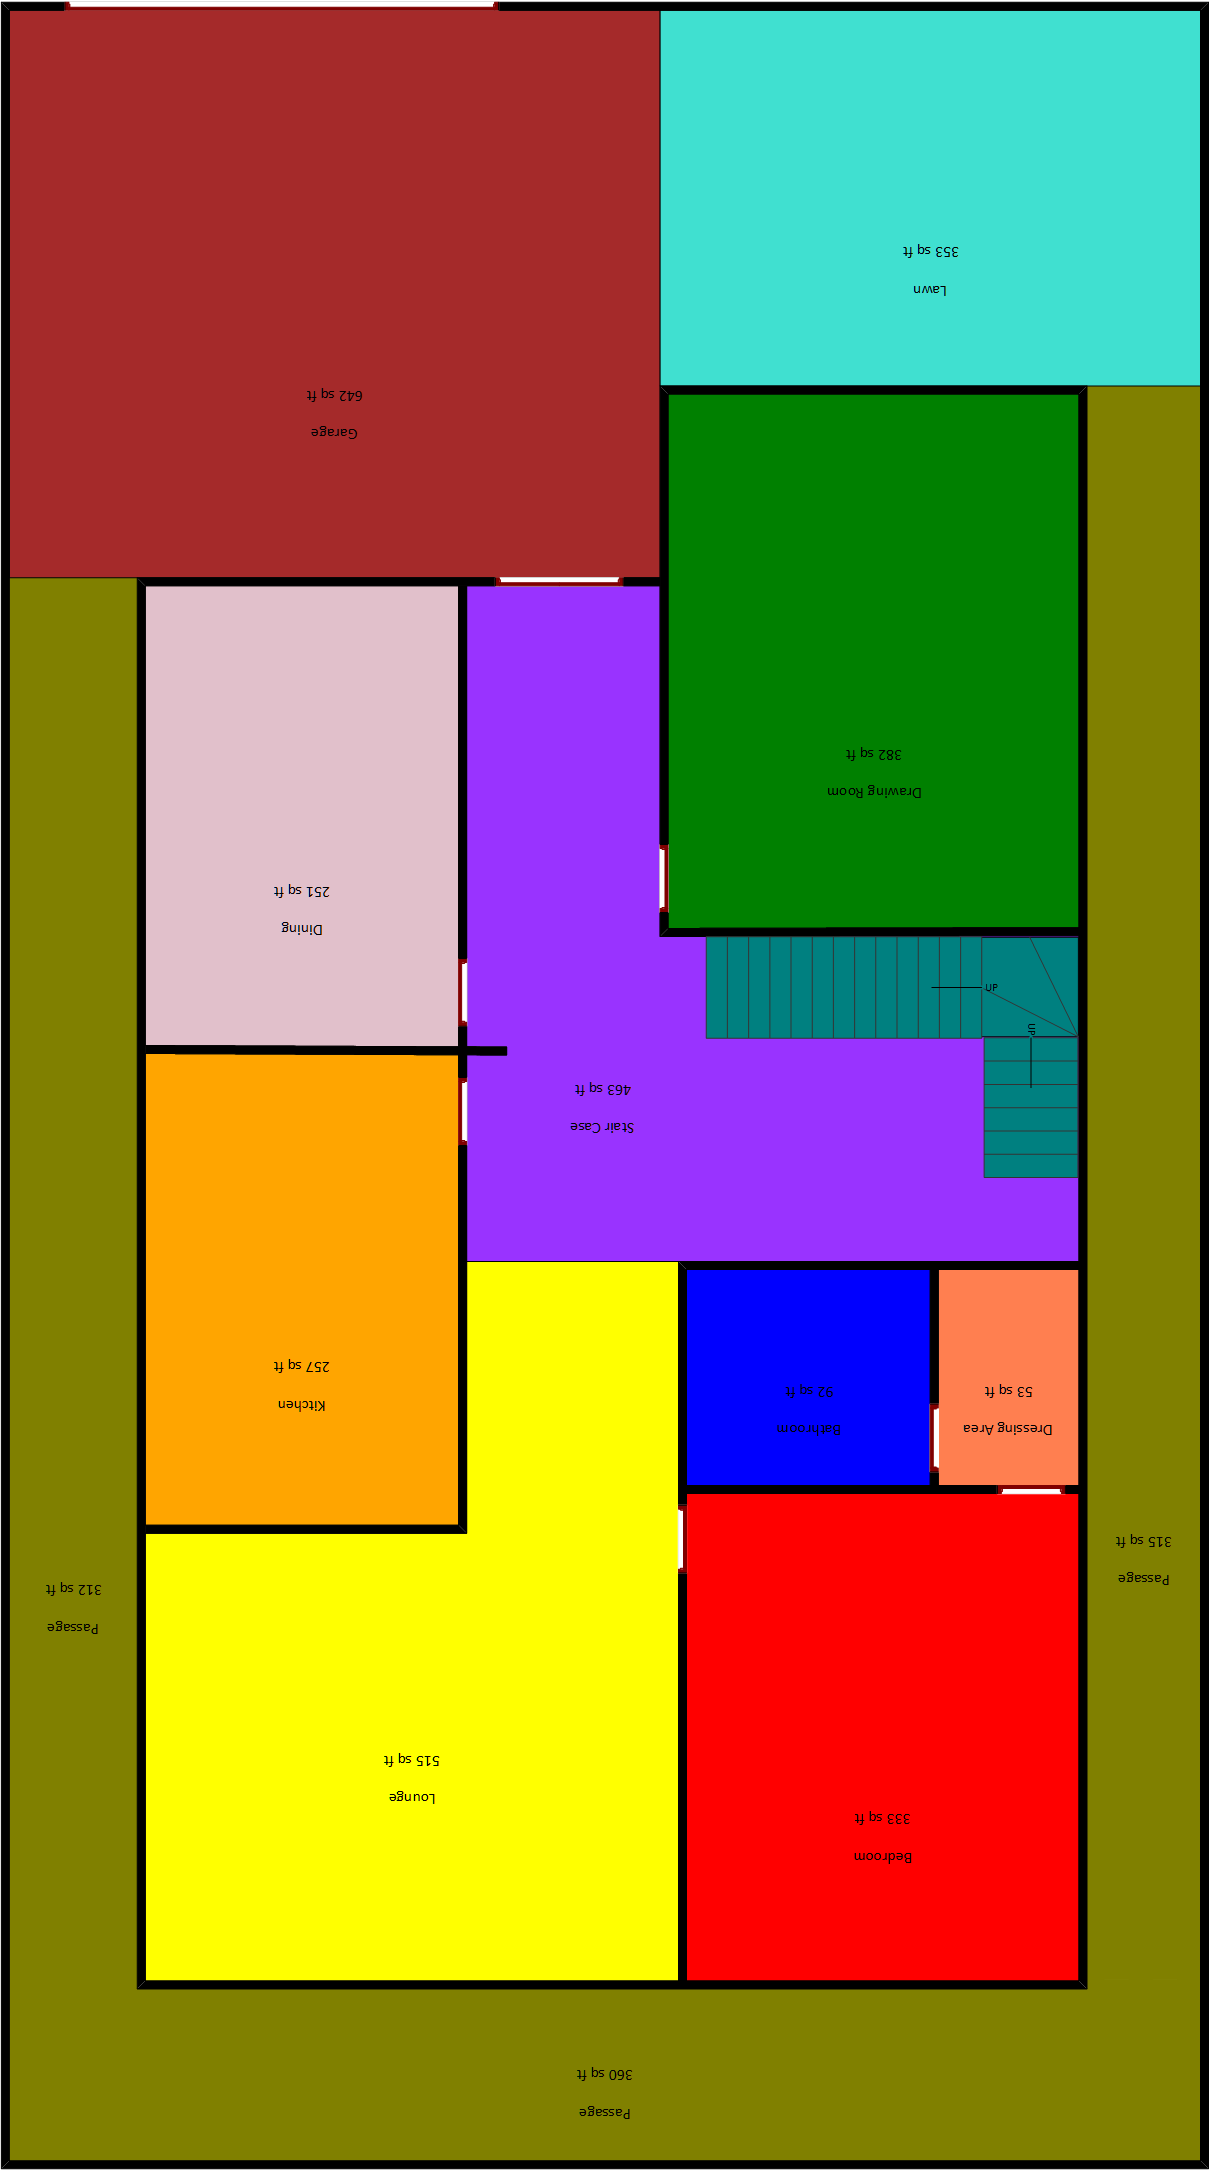 Passage
360 sq ft
Bedroom
333 sq ft
Lounge
515 sq ft
Passage
312 sq ft
Passage
315 sq ft
Dressing Area
53 sq ft
Bathroom
92 sq ft
Kitchen
257 sq ft
Stair Case
463 sq ft
UP
UP
Dining
251 sq ft
Drawing Room
382 sq ft
Garage
642 sq ft
Lawn
353 sq ft